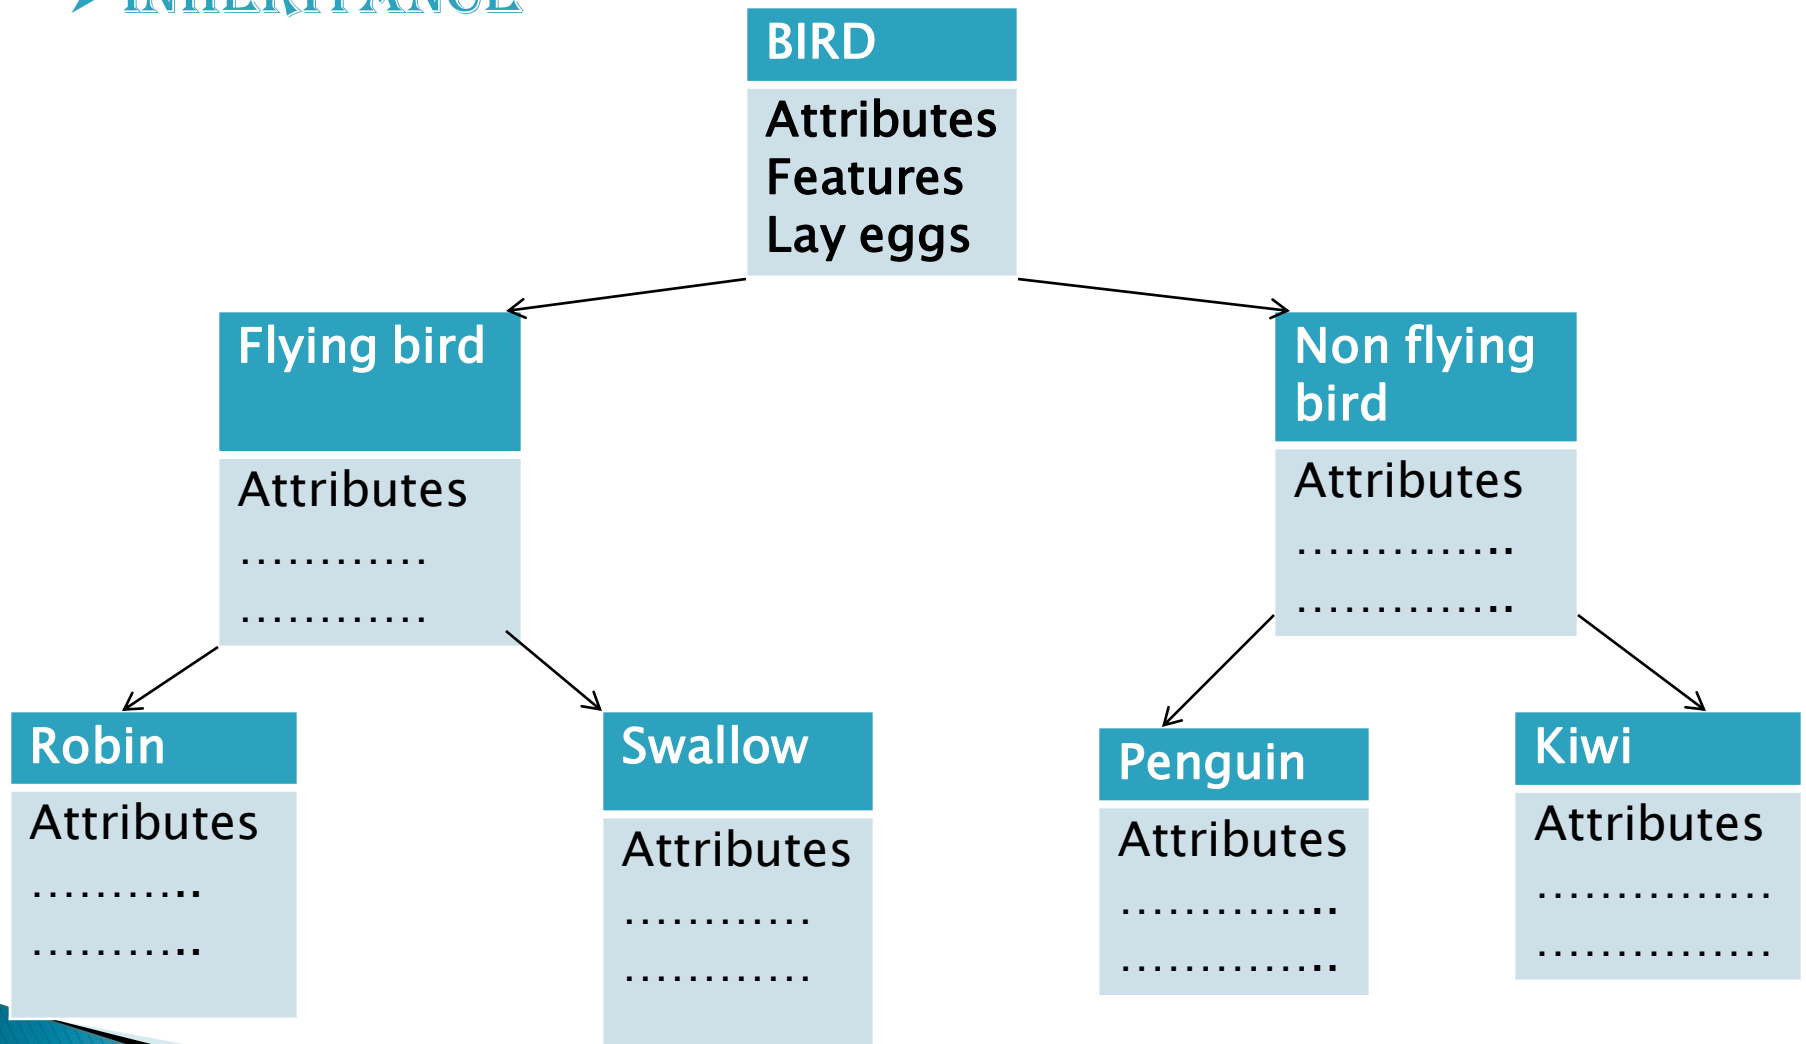 INHERITANCE
BIRD
Attributes
Features
Lay eggs
Flying bird
Attributes
…………
…………
Non flying
bird
Attributes
…………..
…………..
Robin
Attributes
………..
………..
Swallow
Attributes
…………
…………
Penguin
Attributes
…………..
…………..
Kiwi
Attributes
……………
……………